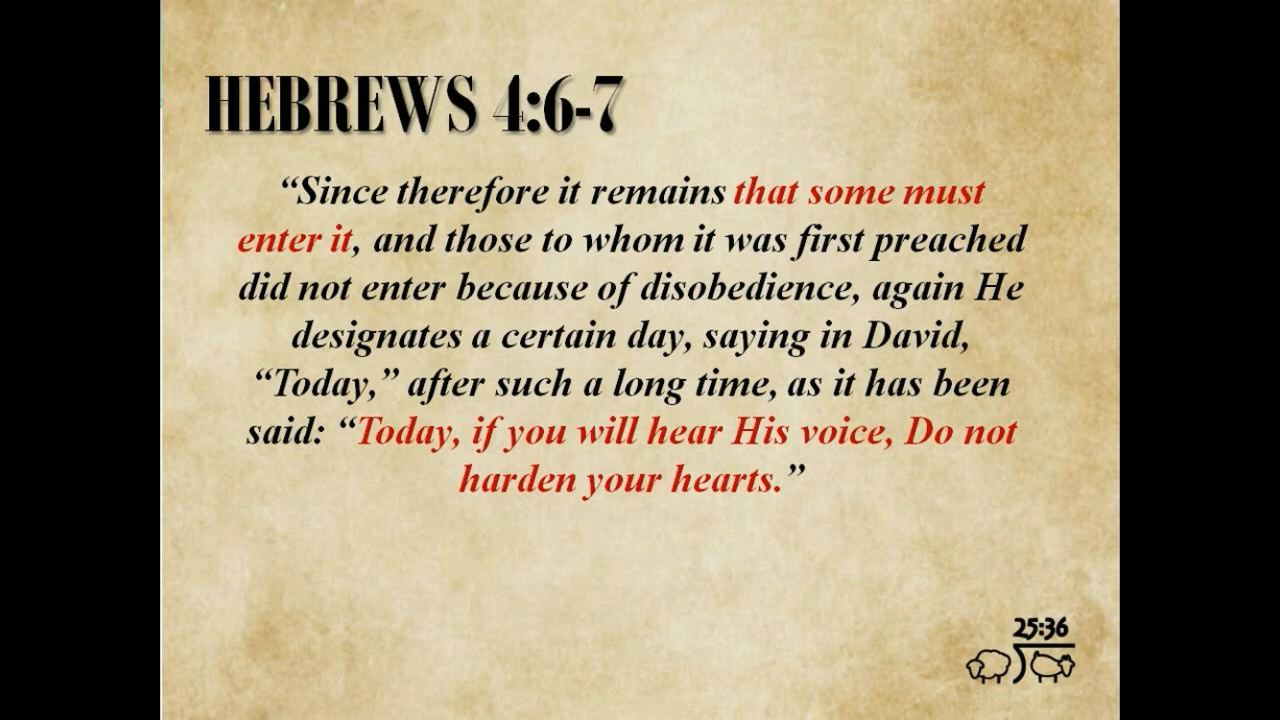 HEBREWS 4:6-7
“Since therefore it remains that some must
enter it, and those to whom it was first preached
did not enter because of disobedience, again He
designates a certain day, saying in David,
“Today,” after such a long time, as it has been
said: “Today, if you will hear His voice, Do not
harden your hearts.”
25:36